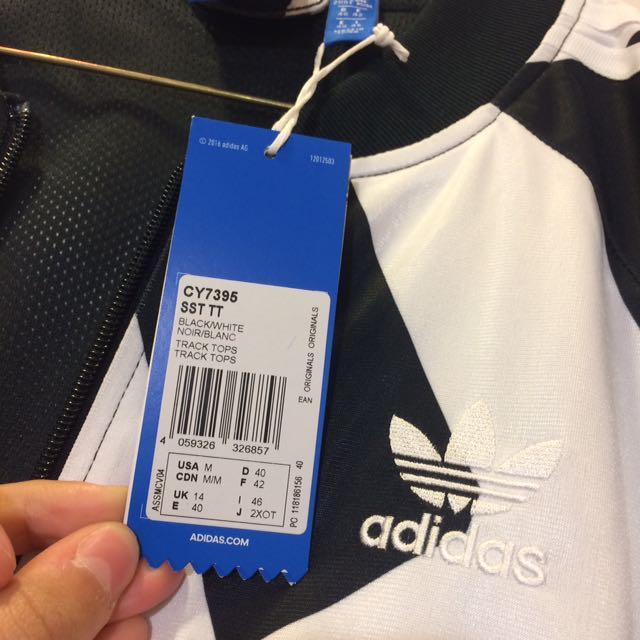 © 2016 adidas AG
12012503
CY7395
SST TT
BLACK/WHITE
NOIR/BLANC
TRACK TOPS
TRACK TOPS
ORIGINALS ORIGINALS
EAN
4 059326 326857
USA M D 40
CDN M/M F 42
UK 14 I 46
E 40 J 2XOT
ASSMCV04
PO 118186156 40
ADIDAS.COM
adidas